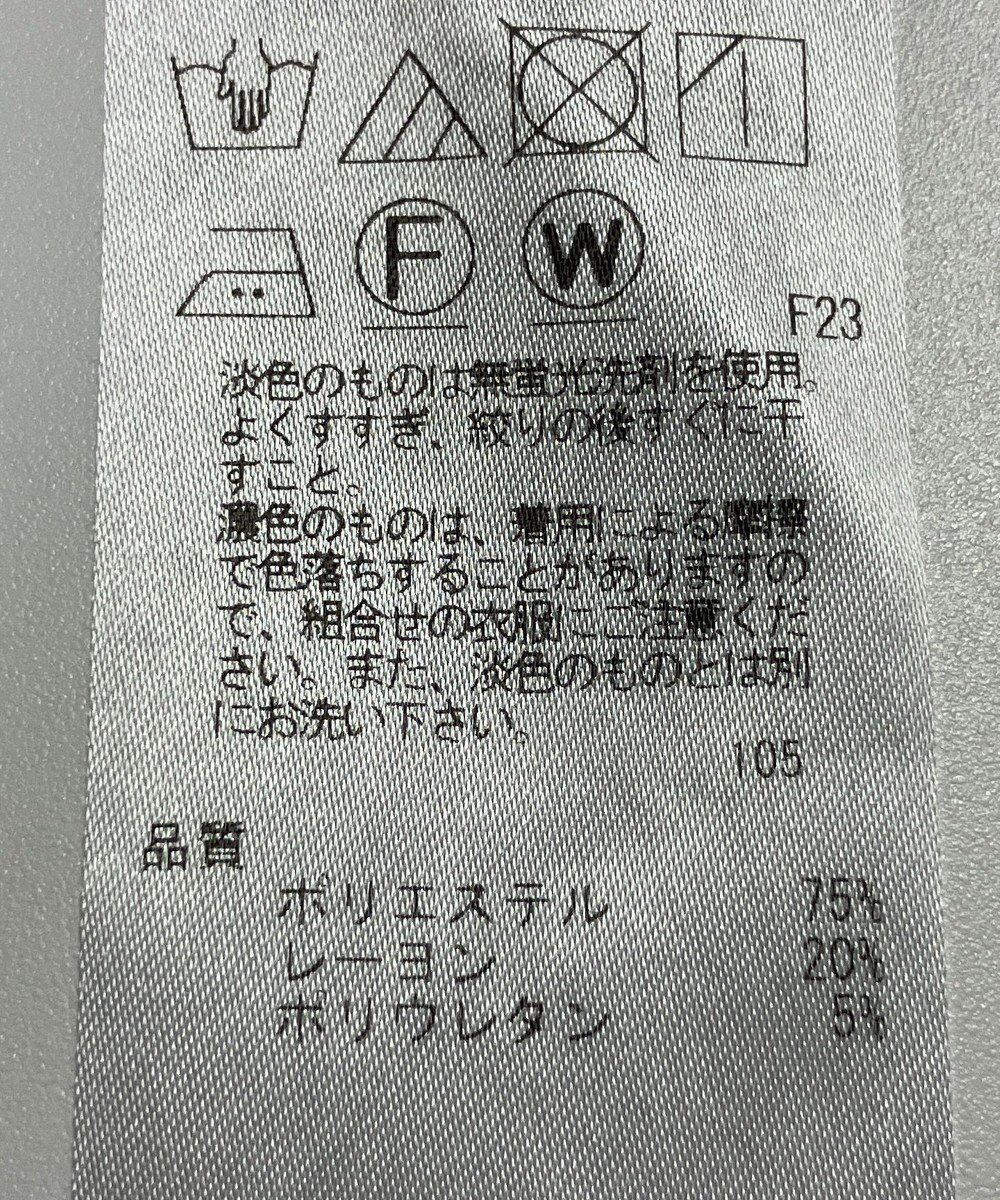 F W
F23
淡色のものは無蛍光洗剤を使用。
よくすすぎ、絞りの後すぐに干
すこと。
濃色のものは、着用による摩擦
で色落ちすることがありますの
で、組合せの衣服にご注意くだ
さい。また、淡色のものとは別
にお洗い下さい。
105
品質
ポリエステル 75%
レーヨン 20%
ポリウレタン 5%